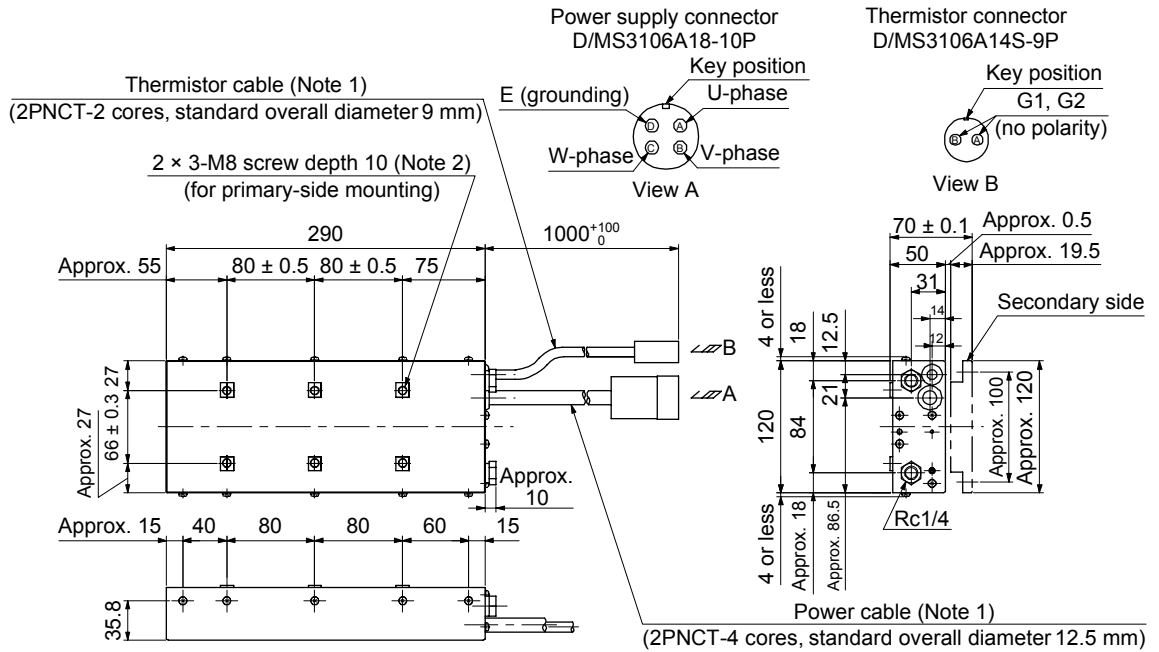 Power supply connector
D/MS3106A18-10P
Thermistor connector
D/MS3106A14S-9P
Key position
Key position
Thermistor cable (Note 1)
(2PNCT-2 cores, standard overall diameter 9 mm)
E (grounding)
U-phase
G1, G2
(no polarity)
D
A
C
B
B
A
W-phase
V-phase
2 × 3-M8 screw depth 10 (Note 2)
(for primary-side mounting)
View A
View B
290
1000 +100 0
70 ± 0.1
Approx. 0.5
Approx. 55
80 ± 0.5
80 ± 0.5
75
50
Approx. 19.5
31
Secondary side
4 or less
18
12.5
14
12
B
A
27
66 ± 0.3
Approx. 27
120
84
21
Approx. 100
Approx. 120
Approx.
10
Approx. 15
40
80
80
60
15
4 or less
Approx. 18
Approx. 86.5
Rc1/4
35.8
Power cable (Note 1)
(2PNCT-4 cores, standard overall diameter 12.5 mm)